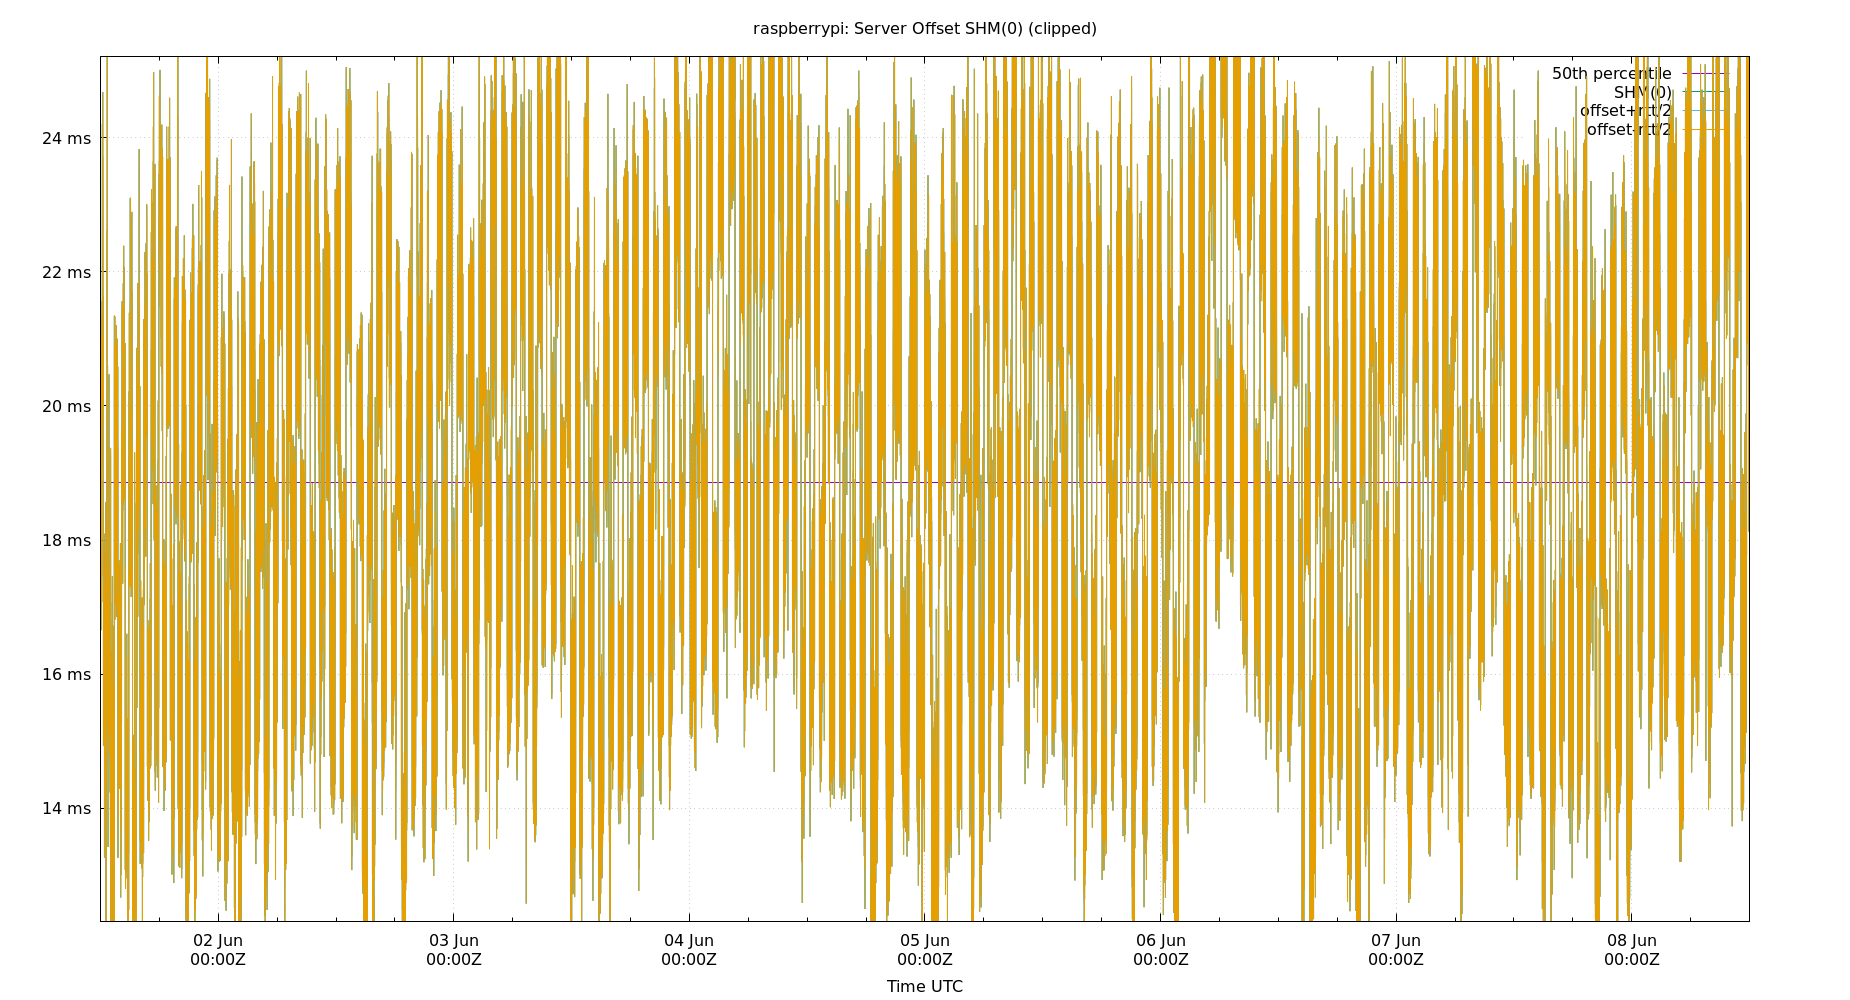 raspberrypi: Server Offset SHM(0) (clipped)
50th percentile
SHM(0)
offset+rtt/2
offset-rtt/2
24 ms
22 ms
20 ms
18 ms
16 ms
14 ms
02 Jun 03 Jun 04 Jun 05 Jun 06 Jun 07 Jun 08 Jun
00:00Z 00:00Z 00:00Z 00:00Z 00:00Z 00:00Z 00:00Z
Time UTC